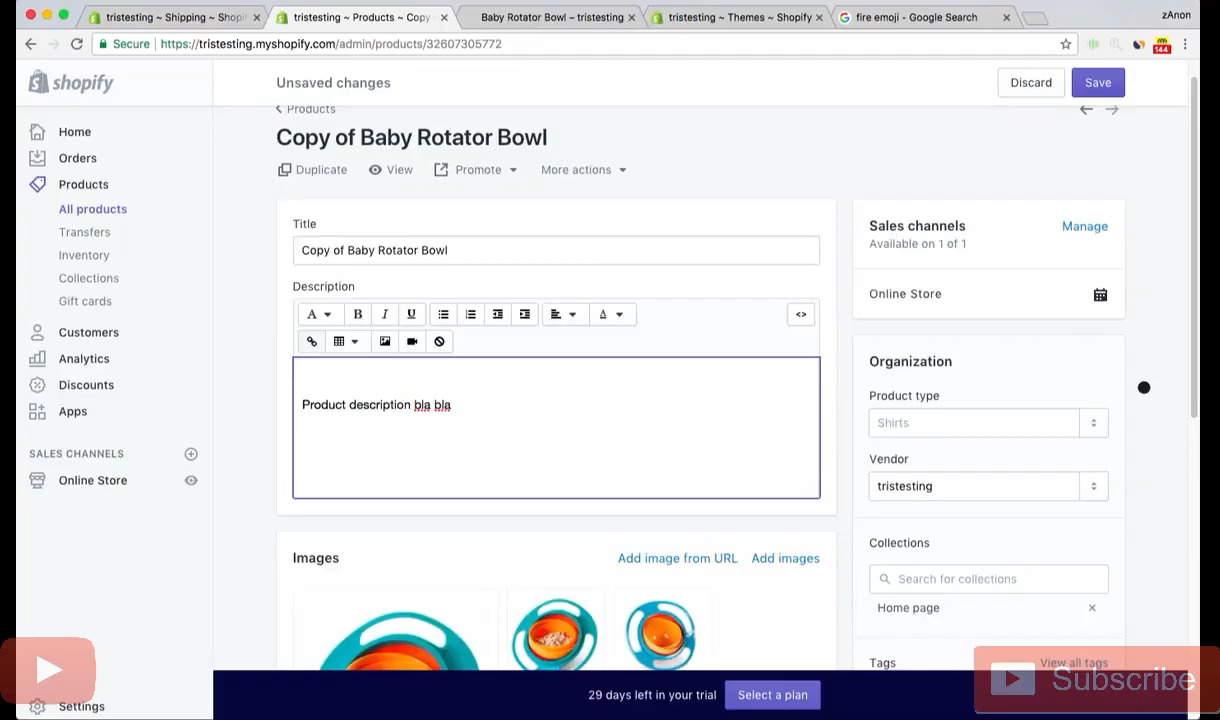 tristesting ~ Shipping ~ Shopif
tristesting ~ Products ~ Copy
Baby Rotator Bowl – tristesting
tristesting ~ Themes ~ Shopify
fire emoji - Google Search
zAnon
Secure
https://tristesting.myshopify.com/admin/products/32607305772
144
shopify
Unsaved changes
Discard
Save
Home
Orders
Products
All products
Transfers
Inventory
Collections
Gift cards
Customers
Analytics
Discounts
Apps
SALES CHANNELS
Online Store
Settings
Products
Copy of Baby Rotator Bowl
Duplicate
View
Promote
More actions
Title
Copy of Baby Rotator Bowl
Description
A B I U A <>
Product description bla bla
Images
Add image from URL
Add images
Sales channels
Manage
Available on 1 of 1
Online Store
Organization
Product type
Shirts
Vendor
tristesting
Collections
Search for collections
Home page
Tags
View all tags
29 days left in your trial
Select a plan
Subscribe